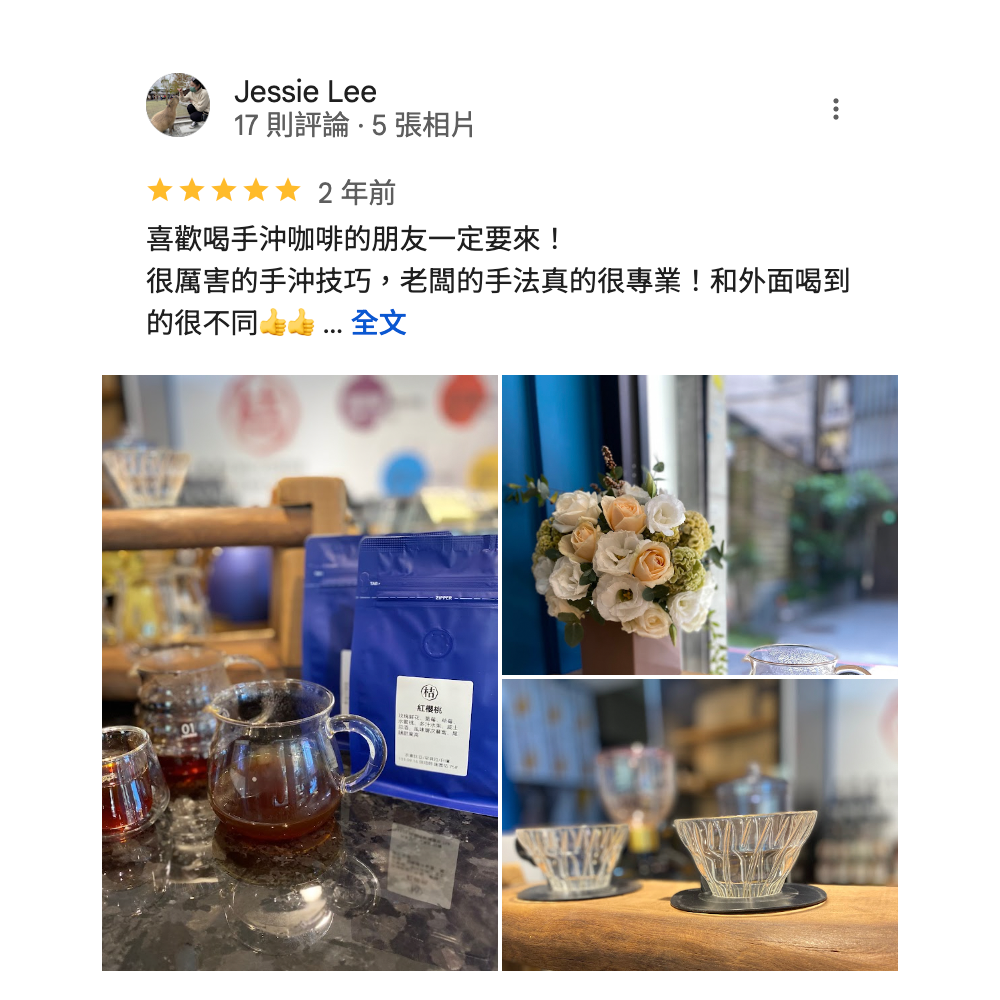 Jessie Lee
17 則評論 · 5 張相片
2 年前
喜歡喝手沖咖啡的朋友一定要來！
很厲害的手沖技巧，老闆的手法真的很專業！和外面喝到
的很不同👍👍 ... 全文
ZIPPER
桔
紅櫻桃